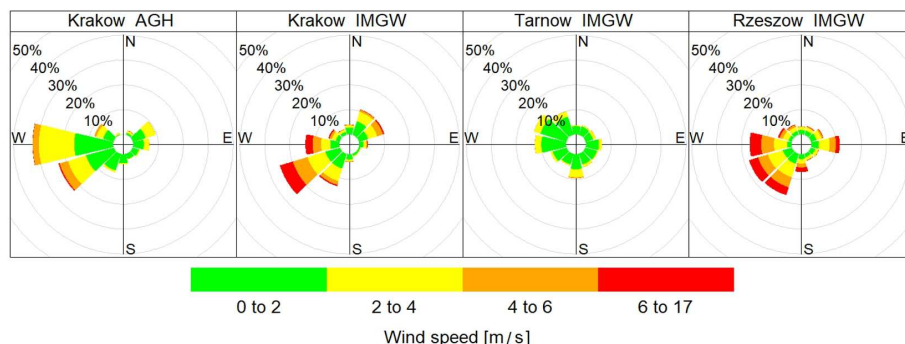 Krakow AGH
Krakow IMGW
Tarnow IMGW
Rzeszow IMGW
N
50%
40%
30%
20%
10%
W
E
S
N
50%
40%
30%
20%
10%
W
E
S
N
50%
40%
30%
20%
10%
W
E
S
N
50%
40%
30%
20%
10%
W
E
S
0 to 2
2 to 4
4 to 6
6 to 17
Wind speed [m/s]